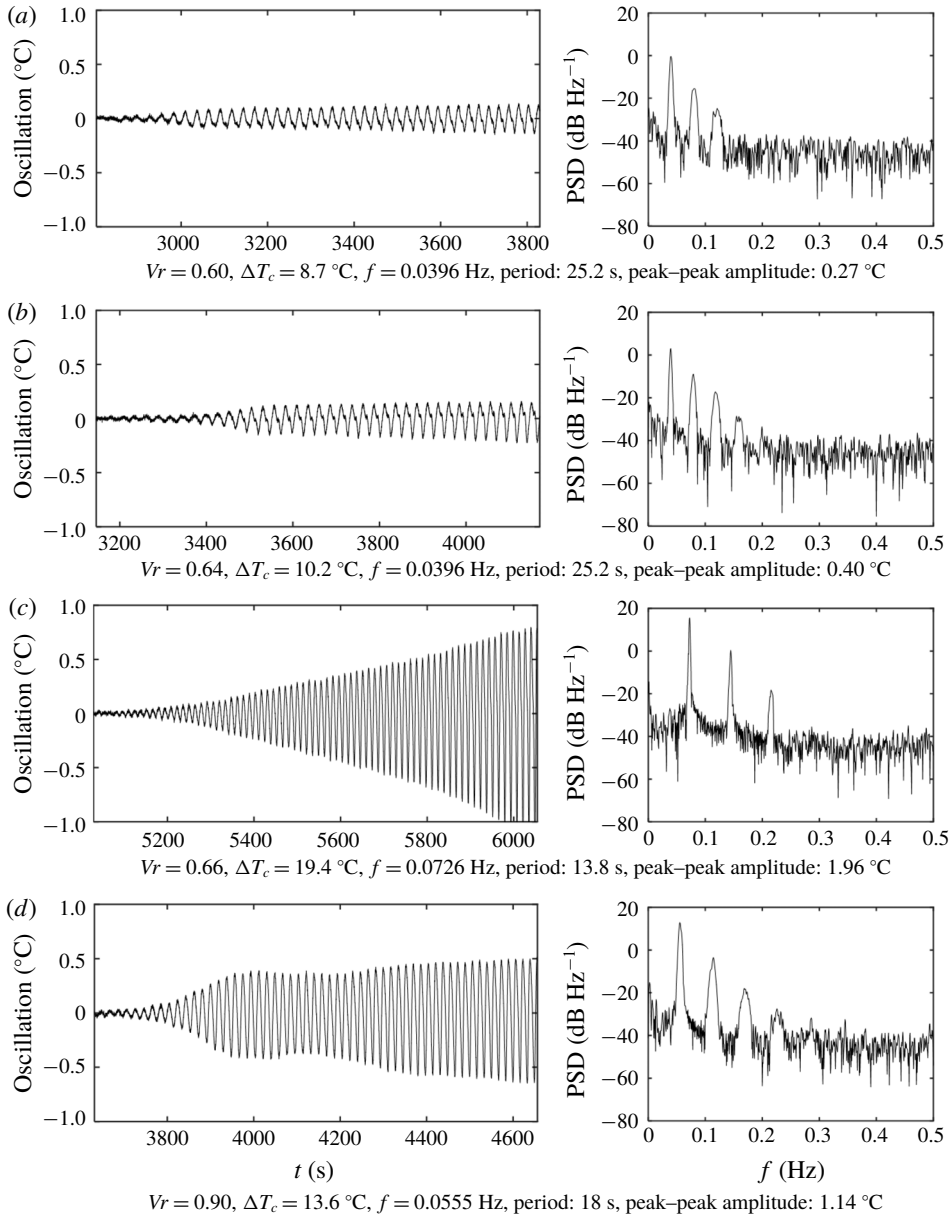 (a)
Oscillation (°C)
1.0
0.5
0
−0.5
−1.0
3000 3200 3400 3600 3800
PSD (dB Hz−1)
20
0
−20
−40
−60
−80
0 0.1 0.2 0.3 0.4 0.5
Vr = 0.60, ΔTc = 8.7 °C, f = 0.0396 Hz, period: 25.2 s, peak–peak amplitude: 0.27 °C
(b)
Oscillation (°C)
1.0
0.5
0
−0.5
−1.0
3200 3400 3600 3800 4000
PSD (dB Hz−1)
20
0
−20
−40
−60
−80
0 0.1 0.2 0.3 0.4 0.5
Vr = 0.64, ΔTc = 10.2 °C, f = 0.0396 Hz, period: 25.2 s, peak–peak amplitude: 0.40 °C
(c)
Oscillation (°C)
1.0
0.5
0
−0.5
−1.0
5200 5400 5600 5800 6000
PSD (dB Hz−1)
20
0
−20
−40
−60
−80
0 0.1 0.2 0.3 0.4 0.5
Vr = 0.66, ΔTc = 19.4 °C, f = 0.0726 Hz, period: 13.8 s, peak–peak amplitude: 1.96 °C
(d)
Oscillation (°C)
1.0
0.5
0
−0.5
−1.0
3800 4000 4200 4400 4600
t (s)
PSD (dB Hz−1)
20
0
−20
−40
−60
−80
0 0.1 0.2 0.3 0.4 0.5
f (Hz)
Vr = 0.90, ΔTc = 13.6 °C, f = 0.0555 Hz, period: 18 s, peak–peak amplitude: 1.14 °C